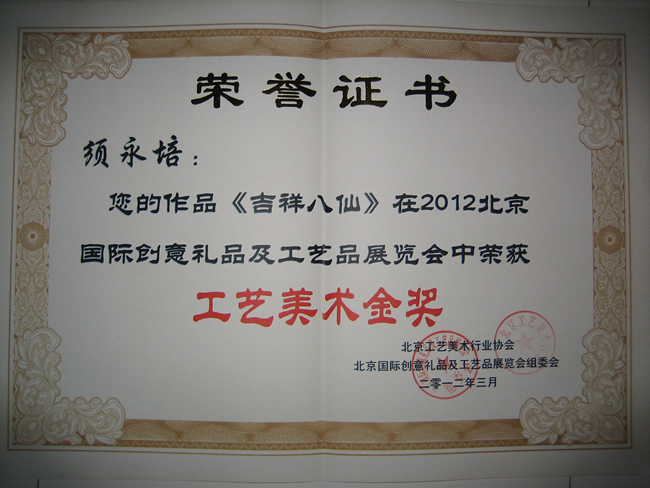 荣誉证书
须永培：
您的作品《吉祥八仙》在2012北京
国际创意礼品及工艺品展览会中荣获
工艺美术金奖
北京工艺美术行业协会
北京国际创意礼品及工艺品展览会组委会
二零一二年三月